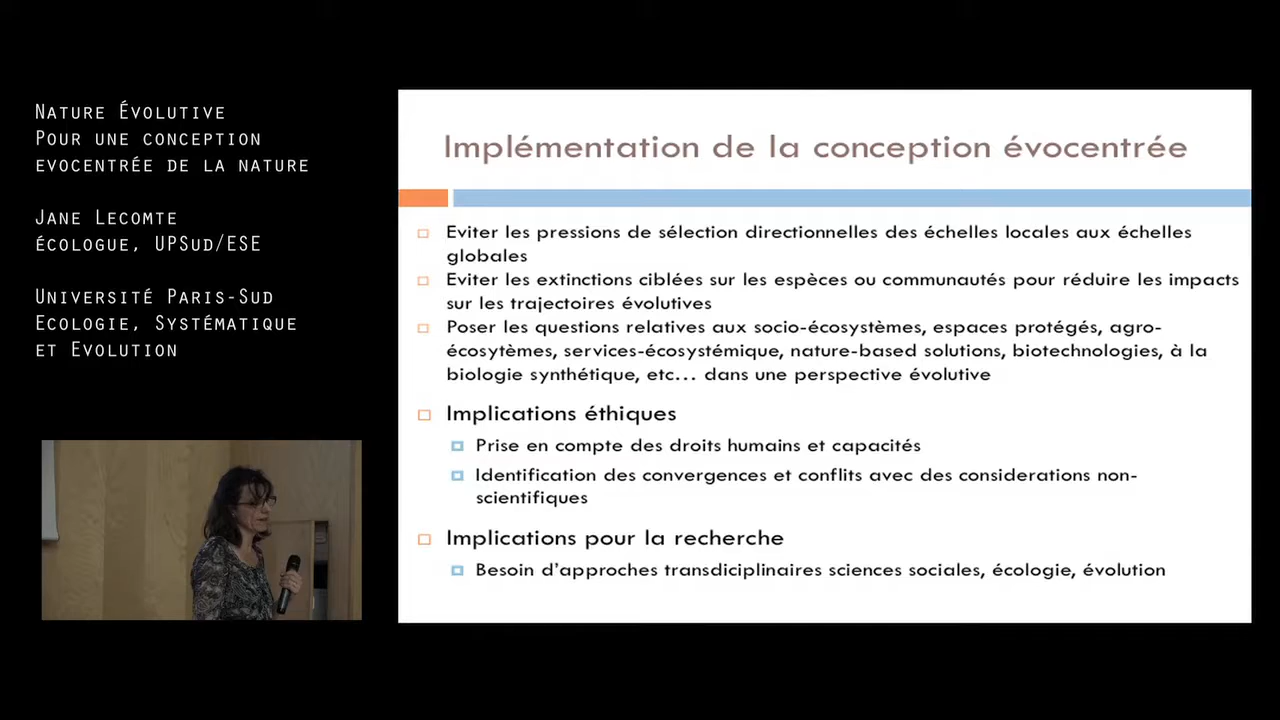 Nature Évolutive
Pour une conception
evocentrée de la nature
Jane Lecomte
écologue, UPSud/ESE
Université Paris-Sud
Ecologie, Systématique
et Evolution
Implémentation de la conception évocentrée
Eviter les pressions de sélection directionnelles des échelles locales aux échelles
globales
Eviter les extinctions ciblées sur les espèces ou communautés pour réduire les impacts
sur les trajectoires évolutives
Poser les questions relatives aux socio-écosystèmes, espaces protégés, agro-
écosytèmes, services-écosystémique, nature-based solutions, biotechnologies, à la
biologie synthétique, etc... dans une perspective évolutive
Implications éthiques
Prise en compte des droits humains et capacités
Identification des convergences et conflits avec des considerations non-
scientifiques
Implications pour la recherche
Besoin d'approches transdiciplinaires sciences sociales, écologie, évolution